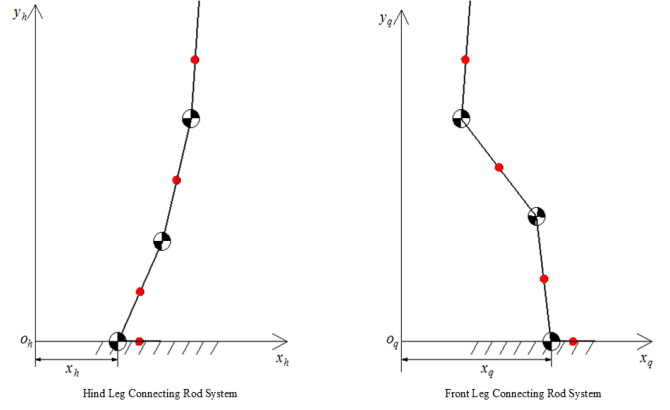 y_h
y_q
o_h
x_h
x_h
o_q
x_q
x_q
Hind Leg Connecting Rod System
Front Leg Connecting Rod System